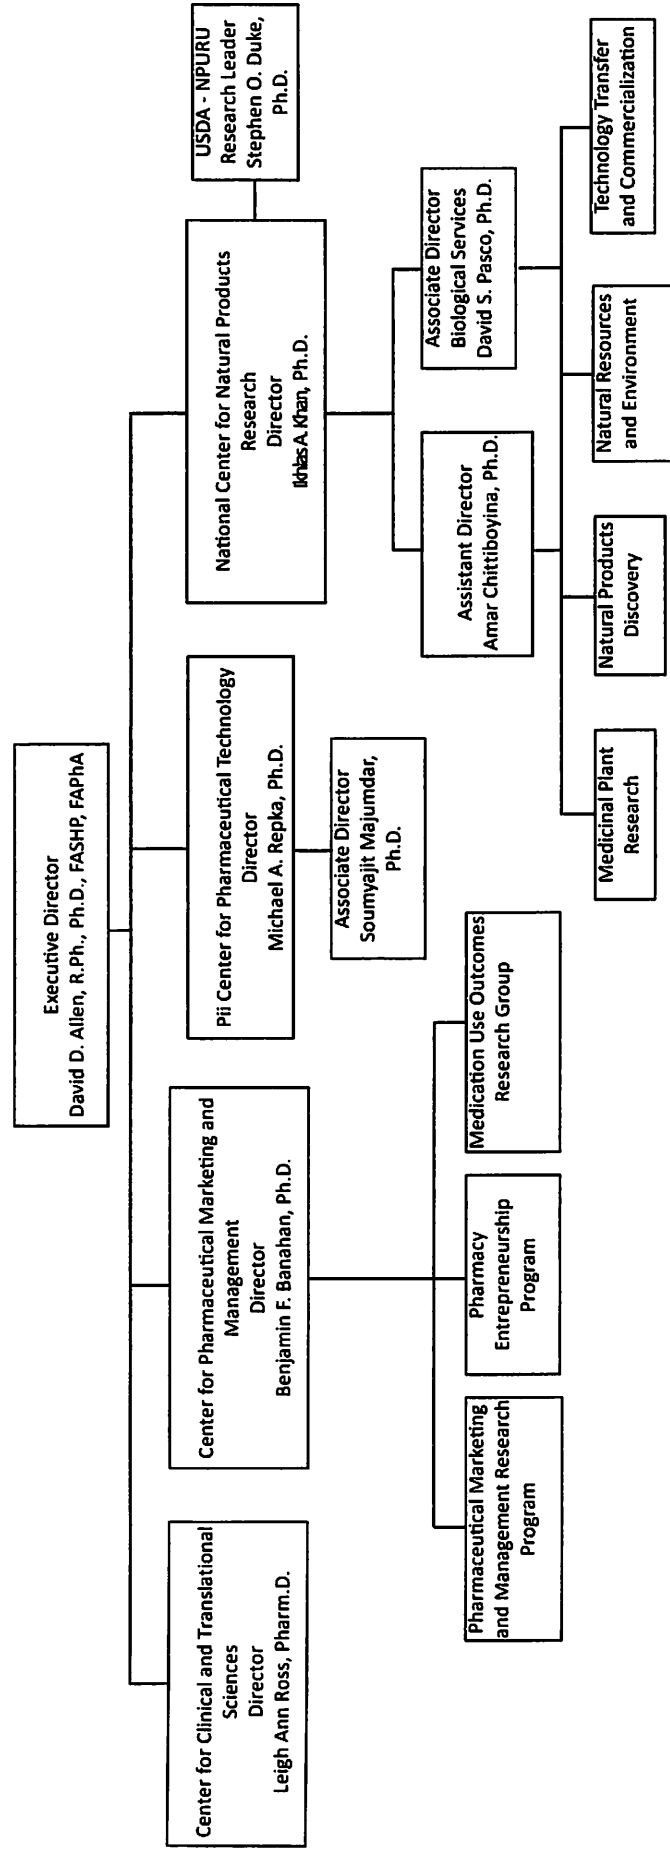 Executive Director
David D. Allen, R.Ph., Ph.D., FASHP, FAPhA
Center for Clinical and Translational
Sciences
Director
Leigh Ann Ross, Pharm.D.
Center for Pharmaceutical Marketing and
Management
Director
Benjamin F. Banahan, Ph.D.
Pii Center for Pharmaceutical Technology
Director
Michael A. Repka, Ph.D.
National Center for Natural Products
Research
Director
Ikhlas A. Khan, Ph.D.
USDA - NPURU
Research Leader
Stephen O. Duke,
Ph.D.
Pharmaceutical Marketing
and Management Research
Program
Pharmacy
Entrepreneurship
Program
Medication Use Outcomes
Research Group
Associate Director
Soumyajit Majumdar,
Ph.D.
Assistant Director
Amar Chittiboyina, Ph.D.
Associate Director
Biological Services
David S. Pasco, Ph.D.
Medicinal Plant
Research
Natural Products
Discovery
Natural Resources
and Environment
Technology Transfer
and Commercialization